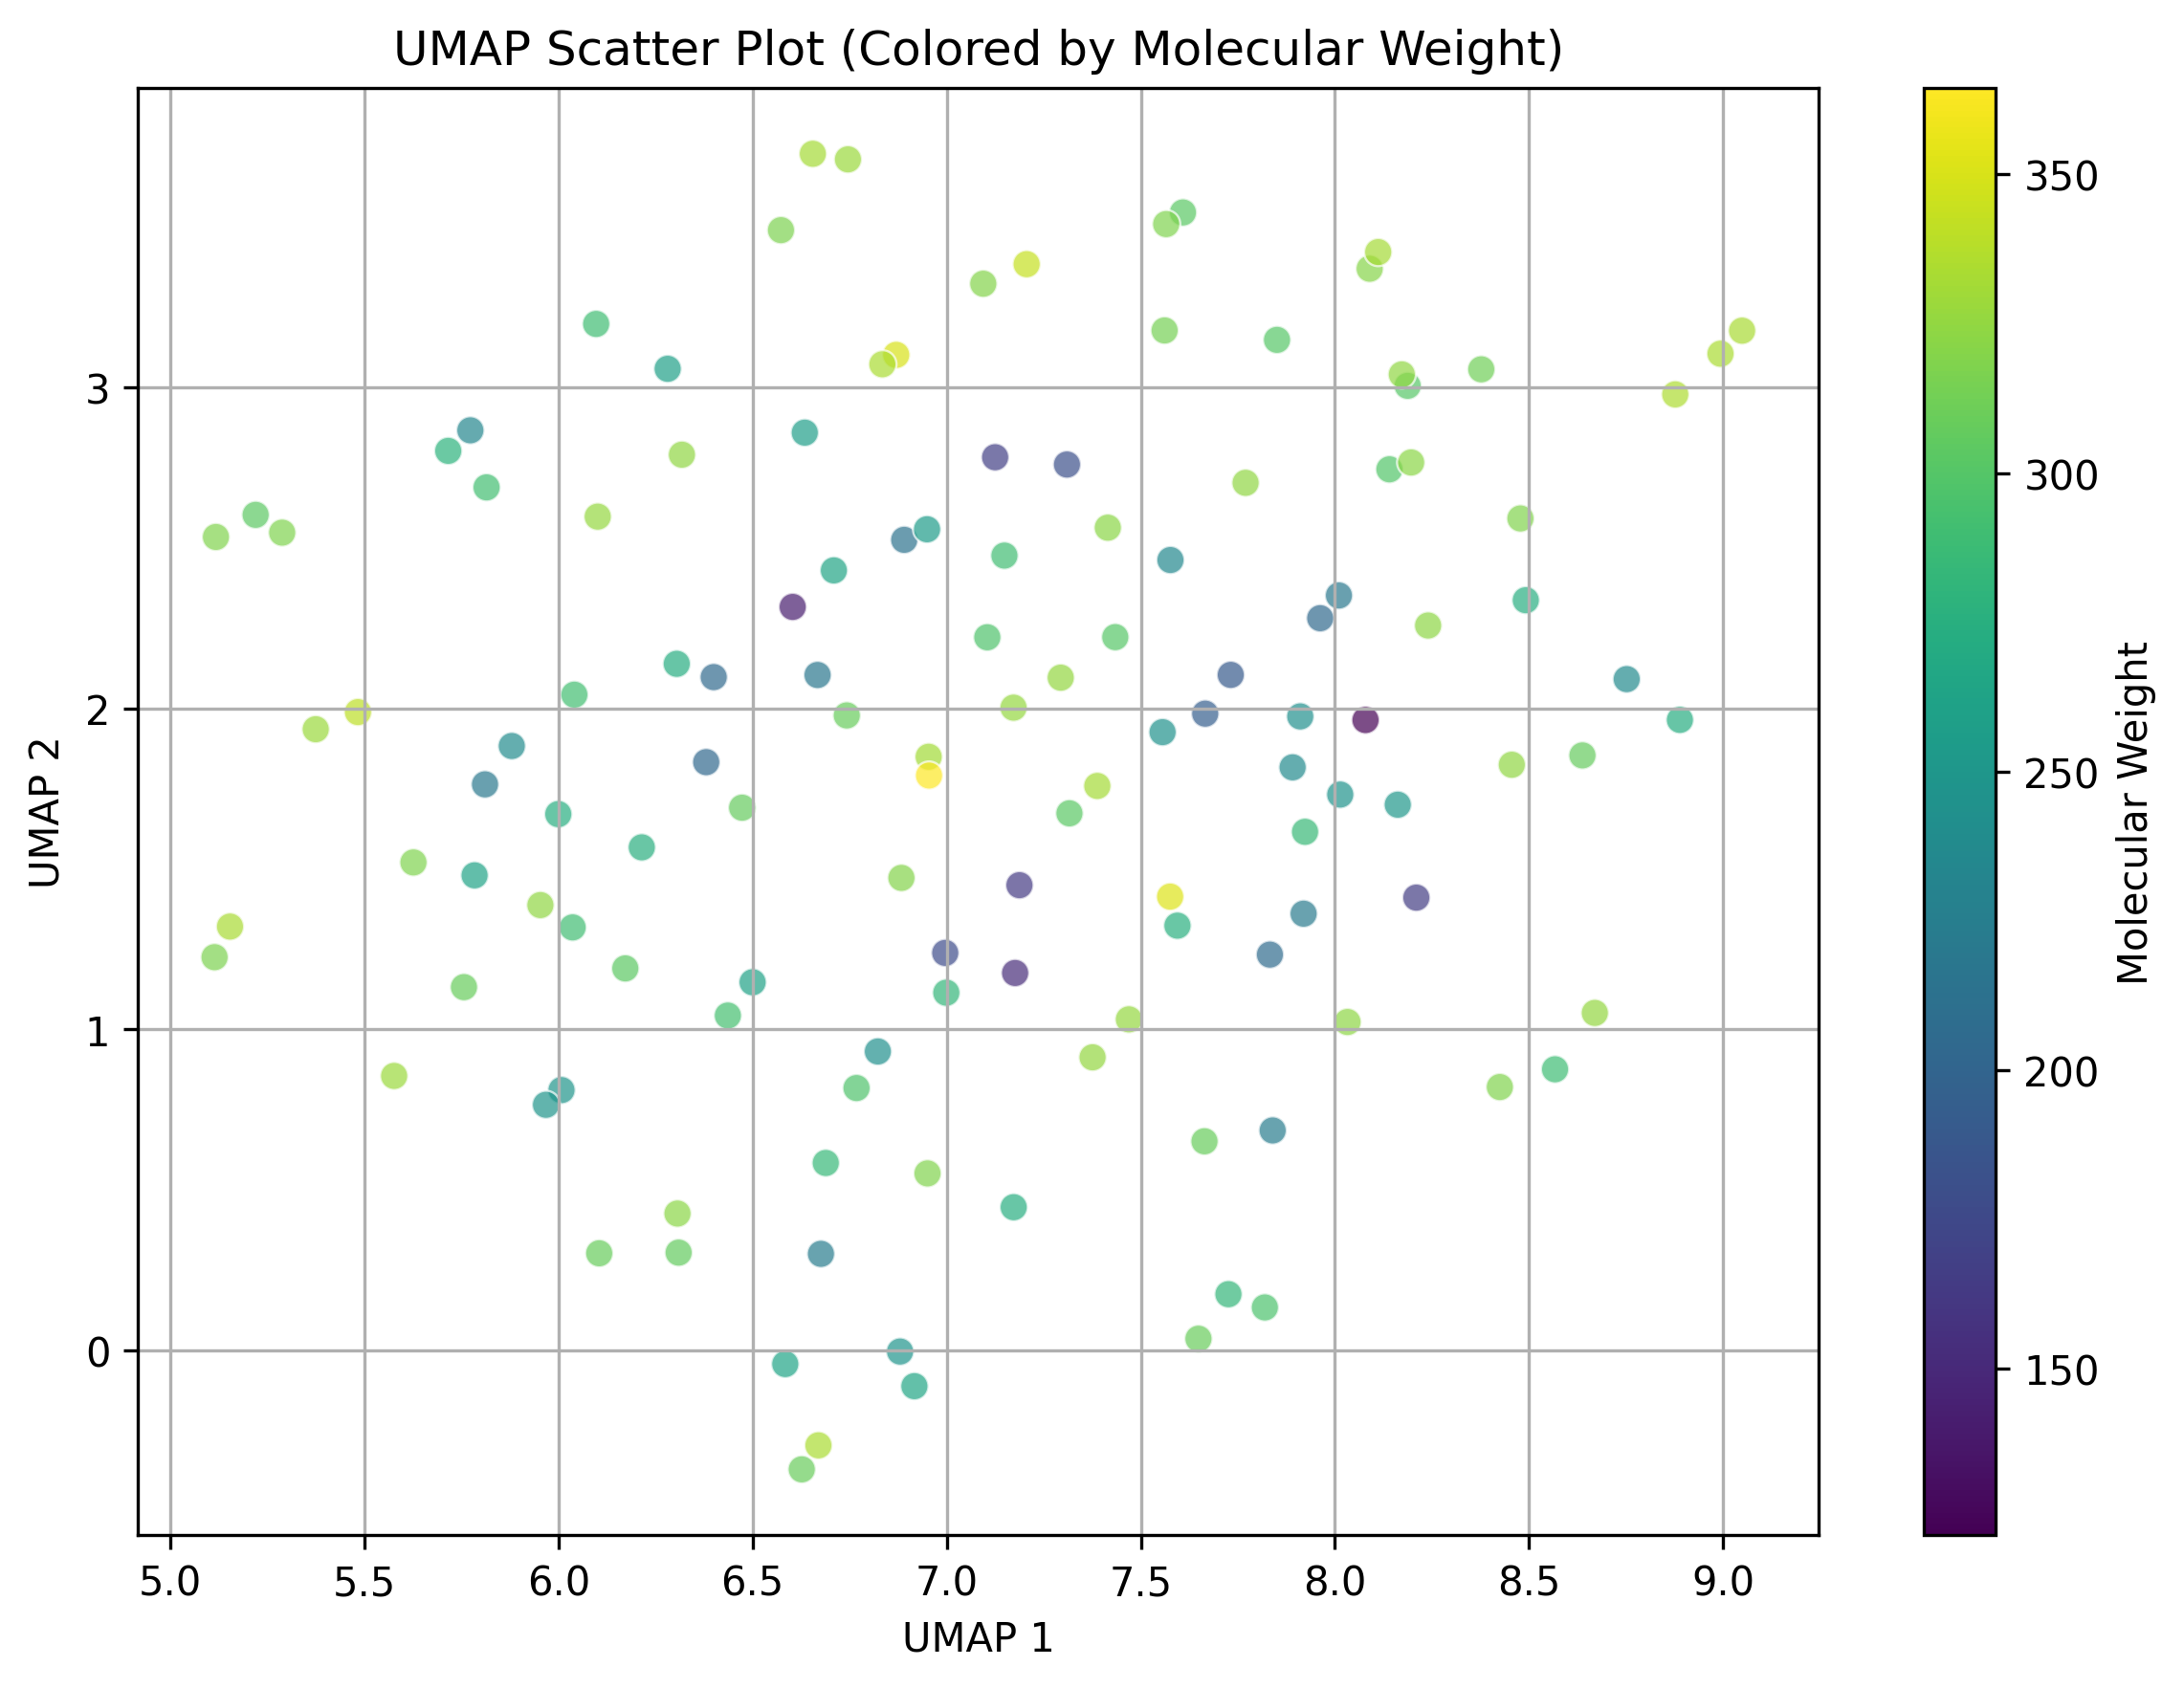 UMAP Scatter Plot (Colored by Molecular Weight)
3
2
1
0
UMAP 2
5.0 5.5 6.0 6.5 7.0 7.5 8.0 8.5 9.0
UMAP 1
350
300
250
200
150
Molecular Weight